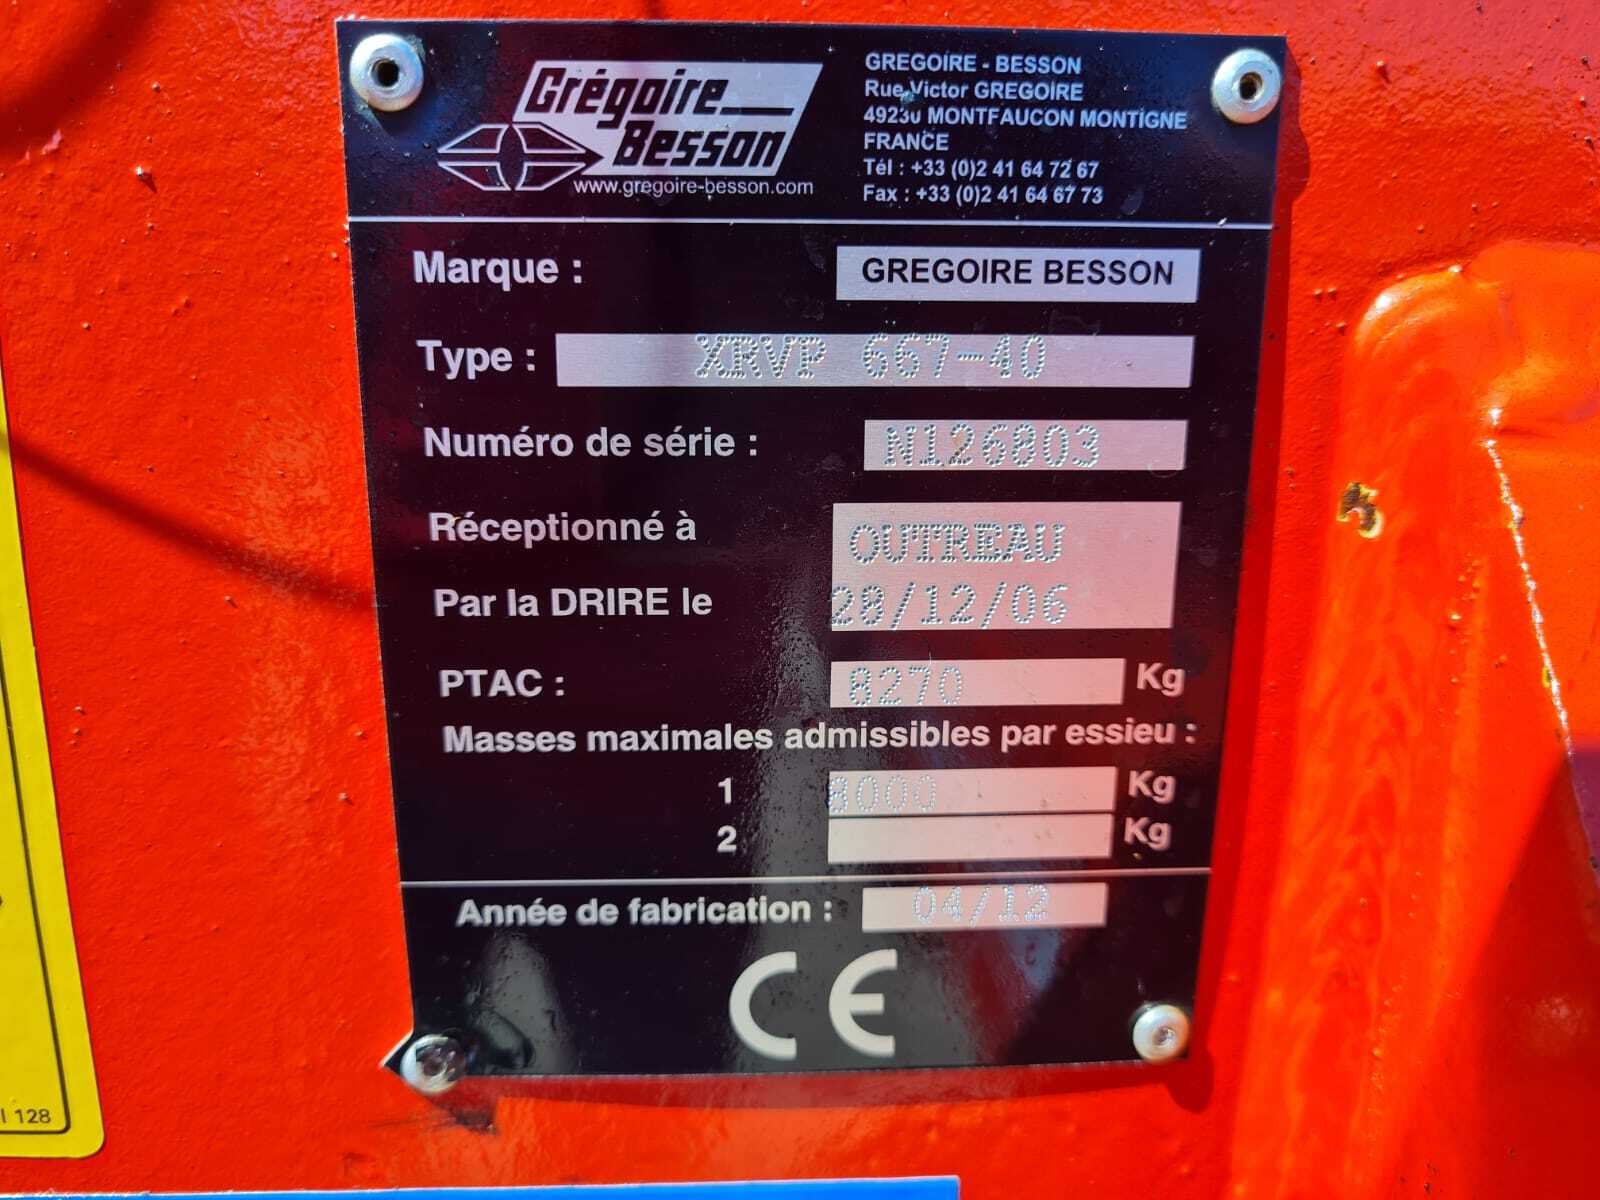 Grégoire
Besson
www.gregoire-besson.com
GREGOIRE - BESSON
Rue Victor GREGOIRE
49230 MONTFAUCON MONTIGNE
FRANCE
Tél : +33 (0)2 41 64 72 67
Fax : +33 (0)2 41 64 67 73
Marque : GREGOIRE BESSON
Type : XRVP 667-40
Numéro de série : N126803
Réceptionné à OUTREAU
Par la DRIRE le 28/12/06
PTAC : 8270 Kg
Masses maximales admissibles par essieu :
1 8000 Kg
2 Kg
Année de fabrication : 04/12
CE
128